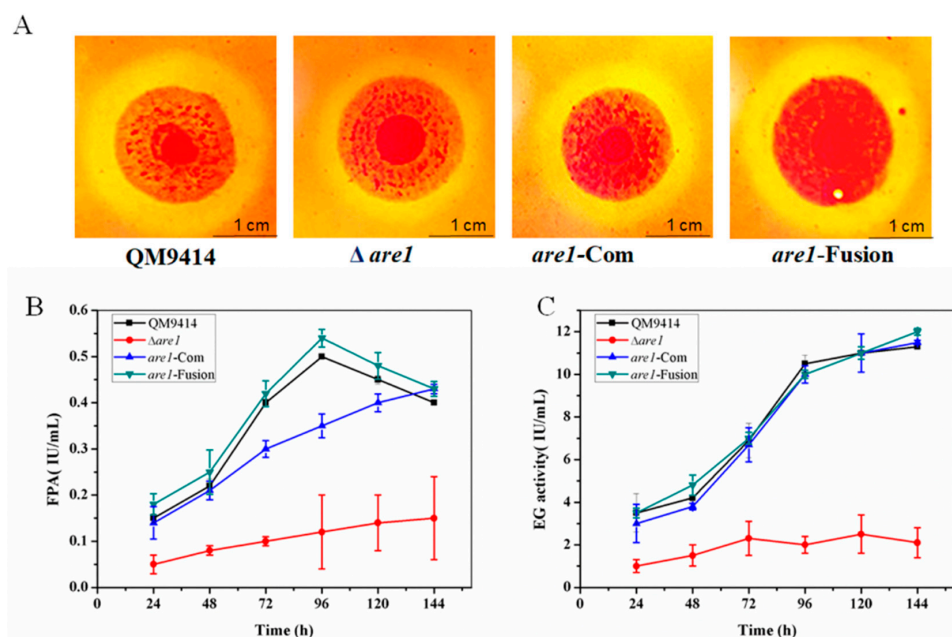 A
1 cm
1 cm
1 cm
1 cm
QM9414
Δ are1
are1-Com
are1-Fusion
B
QM9414
Δare1
are1-Com
are1-Fusion
0.6
0.5
0.4
0.3
0.2
0.1
0.0
FPA( IU/mL)
0
24
48
72
96
120
144
Time (h)
C
QM9414
Δare1
are1-Com
are1-Fusion
12
10
8
6
4
2
0
EG activity( IU/mL)
0
24
48
72
96
120
144
Time (h)